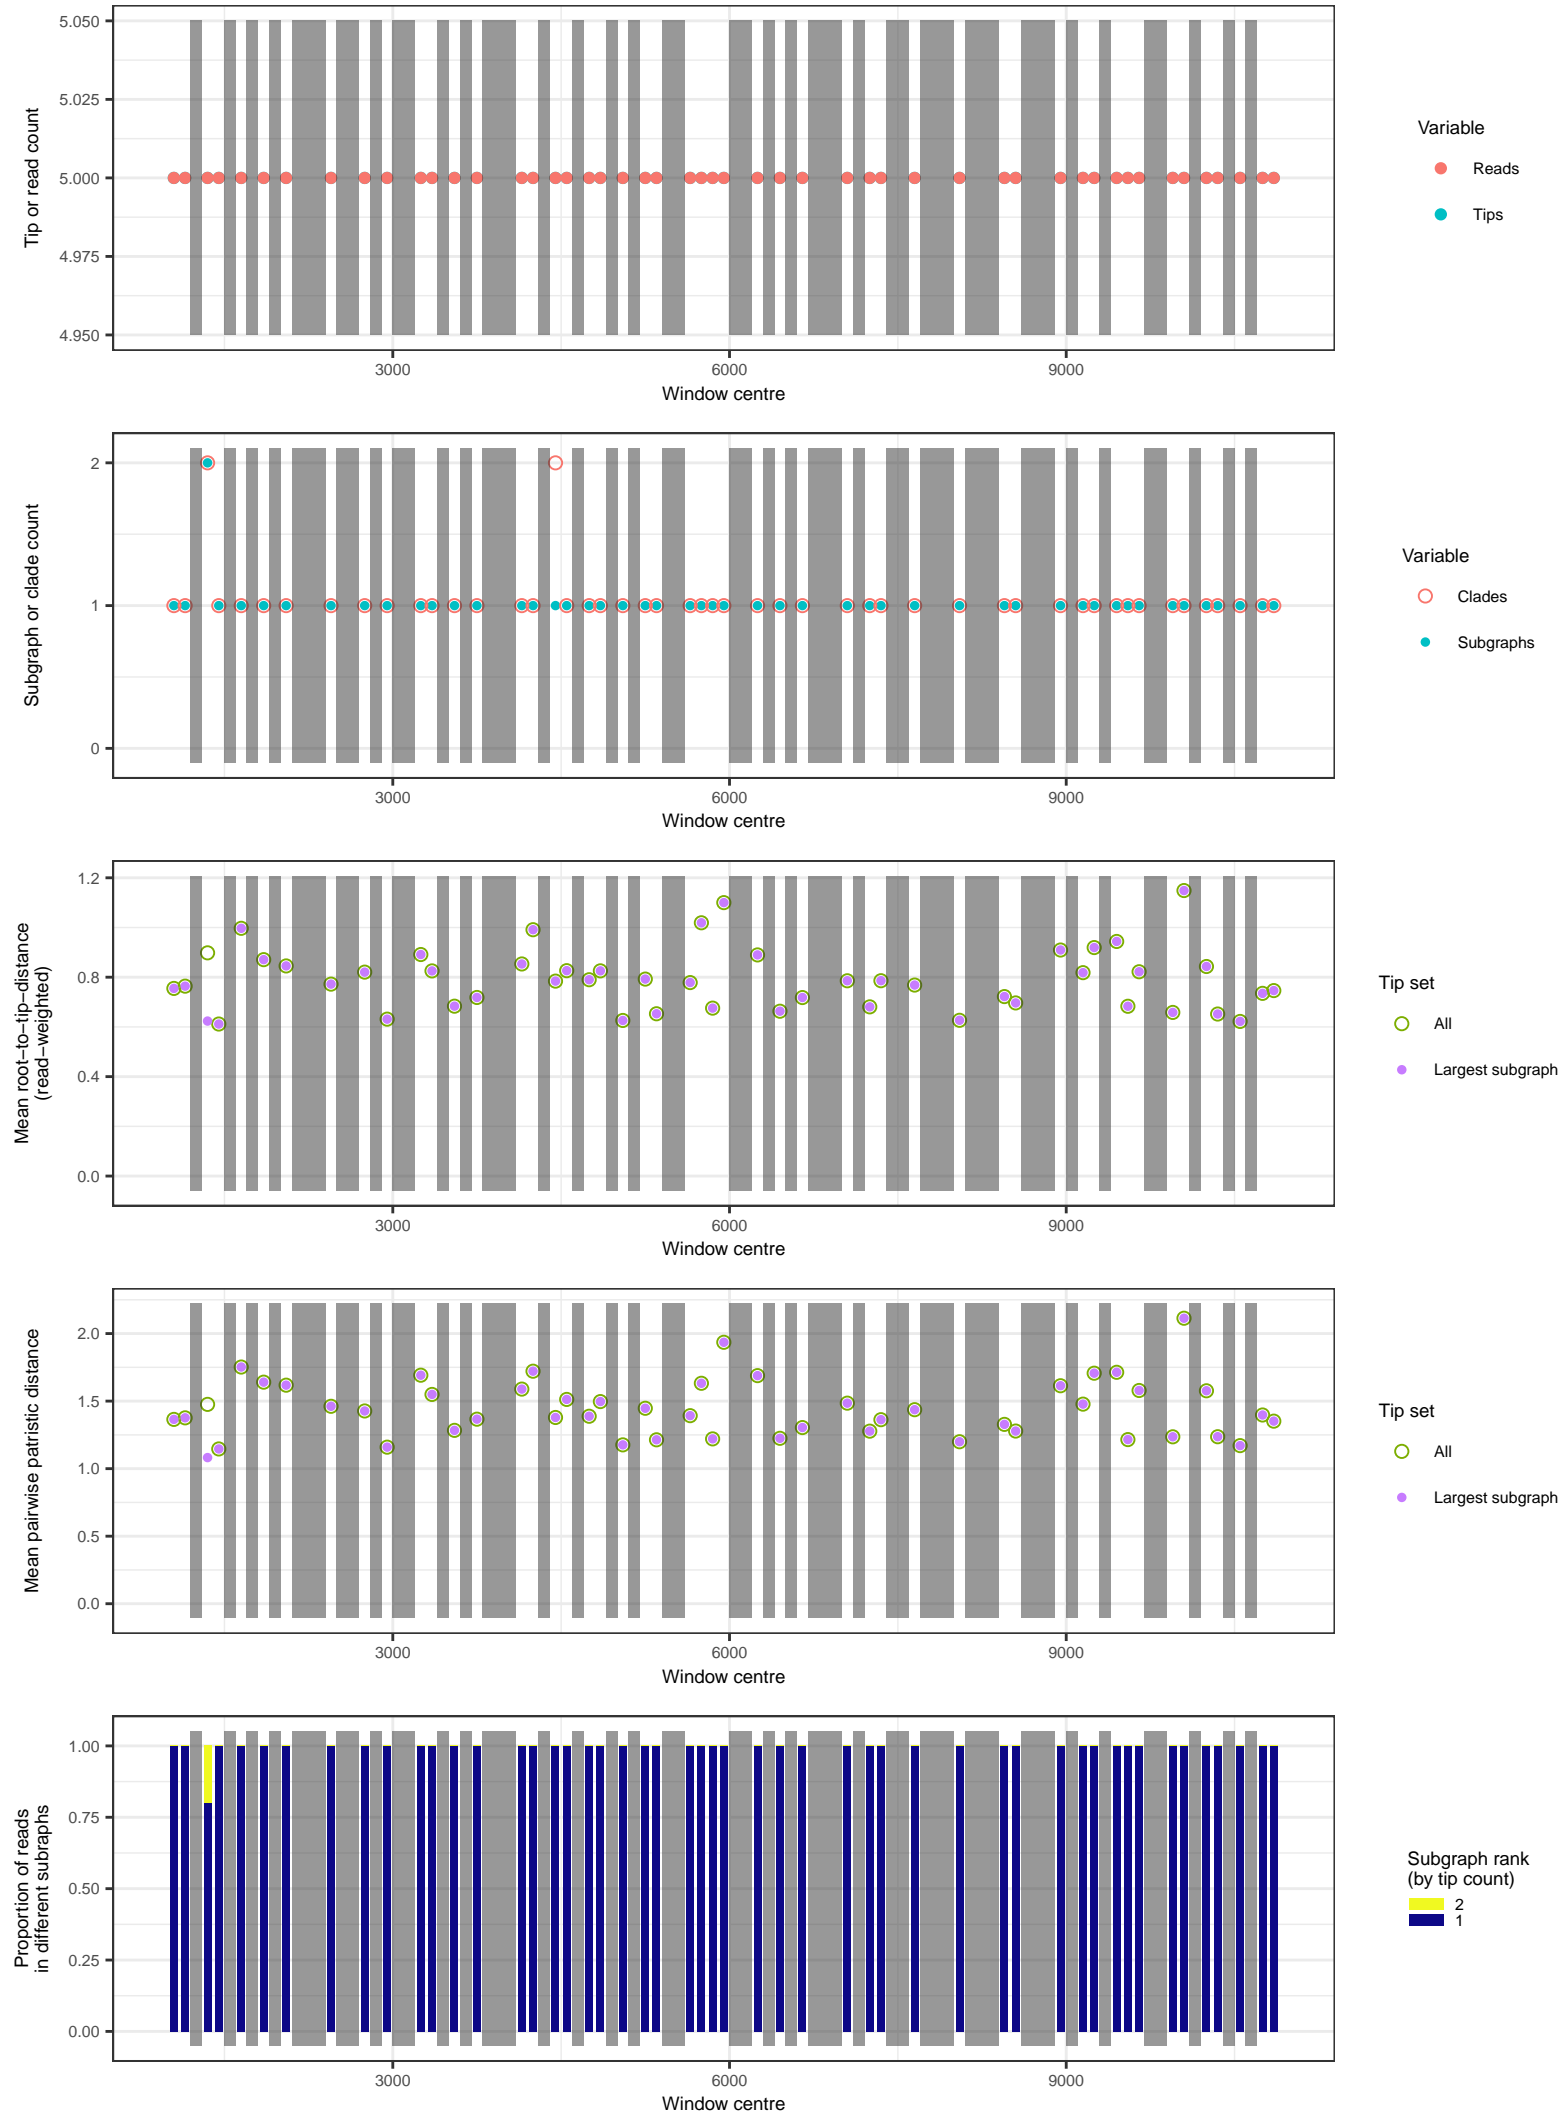 5.050
5.025
5.000
4.975
4.950
Tip or read count
3000
6000
9000
Window centre
Variable
Reads
Tips
2
1
0
Subgraph or clade count
3000
6000
9000
Window centre
Variable
Clades
Subgraphs
1.2
0.8
0.4
0.0
Mean root−to−tip−distance
(read−weighted)
3000
6000
9000
Window centre
Tip set
All
Largest subgraph
2.0
1.5
1.0
0.5
0.0
Mean pairwise patristic distance
3000
6000
9000
Window centre
Tip set
All
Largest subgraph
1.00
0.75
0.50
0.25
0.00
Proportion of reads
in different subraphs
3000
6000
9000
Window centre
Subgraph rank
(by tip count)
2
1